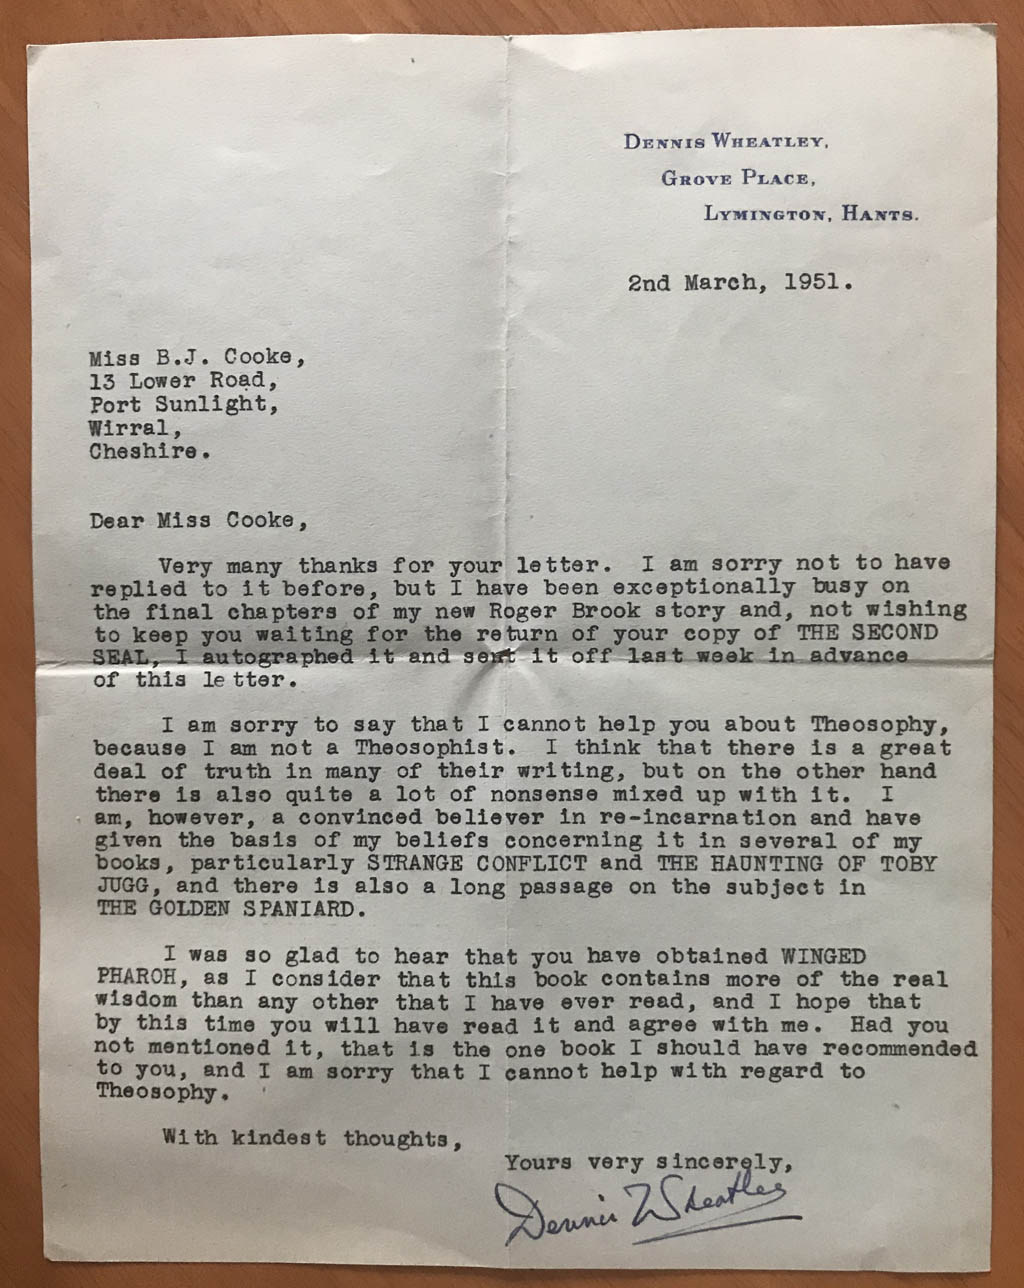 Dennis Wheatley,
Grove Place,
Lymington, Hants.
2nd March, 1951.
Miss B.J. Cooke,
13 Lower Road,
Port Sunlight,
Wirral,
Cheshire.
Dear Miss Cooke,
Very many thanks for your letter. I am sorry not to have
replied to it before, but I have been exceptionally busy on
the final chapters of my new Roger Brook story and, not wishing
to keep you waiting for the return of your copy of THE SECOND
SEAL, I autographed it and sent it off last week in advance
of this letter.
I am sorry to say that I cannot help you about Theosophy,
because I am not a Theosophist. I think that there is a great
deal of truth in many of their writing, but on the other hand
there is also quite a lot of nonsense mixed up with it. I
am, however, a convinced believer in re-incarnation and have
given the basis of my beliefs concerning it in several of my
books, particularly STRANGE CONFLICT and THE HAUNTING OF TOBY
JUGG, and there is also a long passage on the subject in
THE GOLDEN SPANIARD.
I was so glad to hear that you have obtained WINGED
PHAROH, as I consider that this book contains more of the real
wisdom than any other that I have ever read, and I hope that
by this time you will have read it and agree with me. Had you
not mentioned it, that is the one book I should have recommended
to you, and I am sorry that I cannot help with regard to
Theosophy.
With kindest thoughts,
Yours very sincerely,
Dennis Wheatley